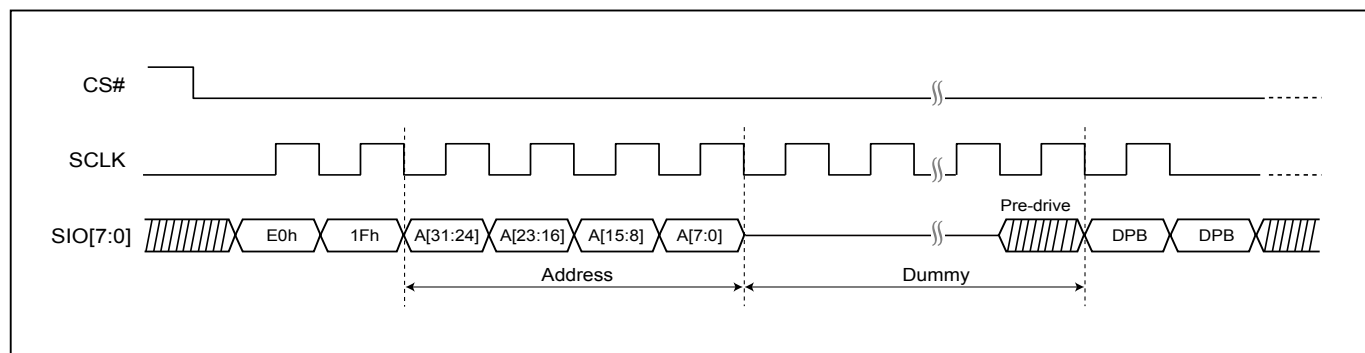 CS#
SCLK
Pre-drive
SIO[7:0] E0h 1Fh A[31:24] A[23:16] A[15:8] A[7:0] DPB DPB
Address Dummy